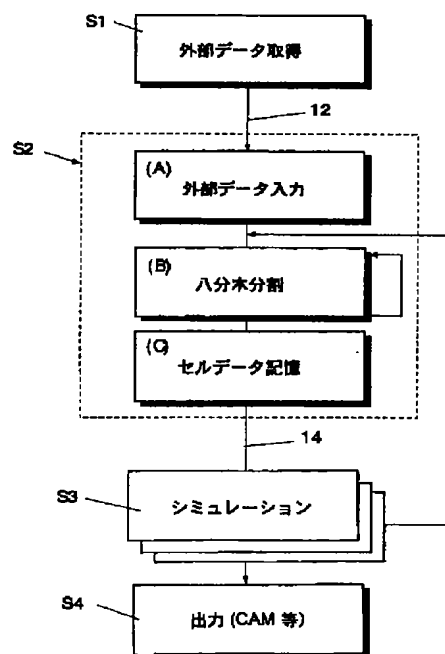 S1
外部データ取得
12
S2
(A)
外部データ入力
(B)
八分木分割
(C)
セルデータ記憶
14
S3
シミュレーション
S4
出力 (CAM 等)